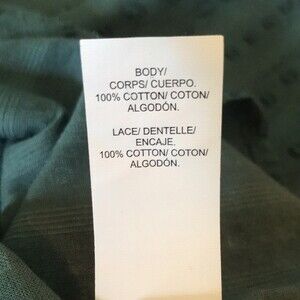 BODY/
CORPS/ CUERPO.
100% COTTON/ COTON/
ALGODÓN.
LACE/ DENTELLE/
ENCAJE.
100% COTTON/ COTON/
ALGODÓN.